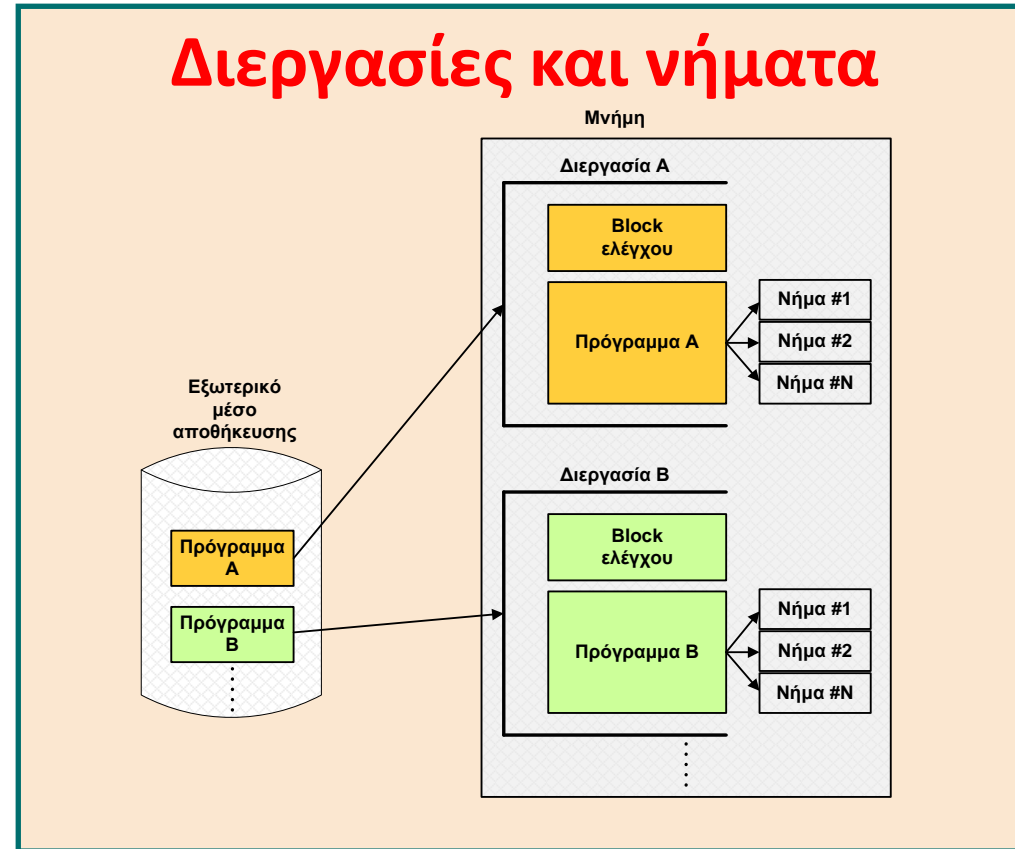 Διεργασίες και νήματα
Μνήμη
Διεργασία Α
Block
ελέγχου
Πρόγραμμα Α
Νήμα #1
Νήμα #2
Νήμα #Ν
Εξωτερικό
μέσο
αποθήκευσης
Πρόγραμμα
Α
Πρόγραμμα
Β
Διεργασία Β
Block
ελέγχου
Πρόγραμμα Β
Νήμα #1
Νήμα #2
Νήμα #Ν